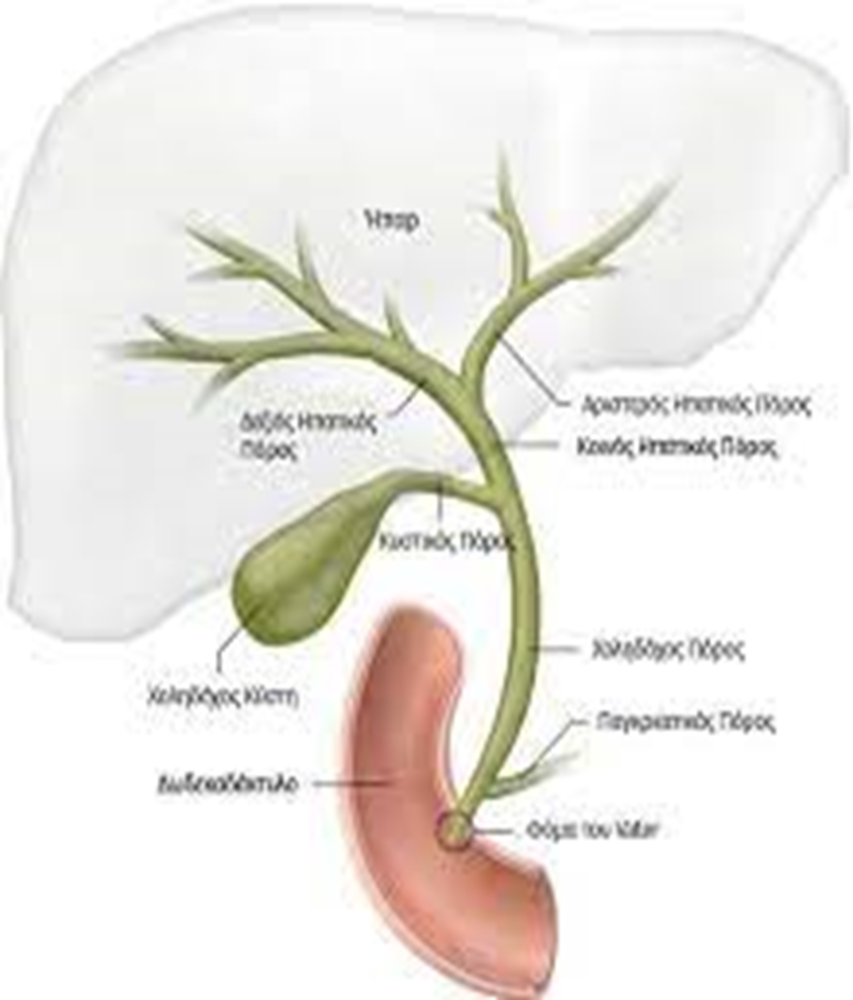 Ήπαρ
Αριστερός Ηπατικός Πόρος
Δεξιός Ηπατικός
Πόρος
Κοινός Ηπατικός Πόρος
Κυστικός Πόρος
Χοληδόχος Πόρος
Χοληδόχος Κύστη
Παγκρεατικός Πόρος
Δωδεκαδάκτυλο
Φύμα του Vater